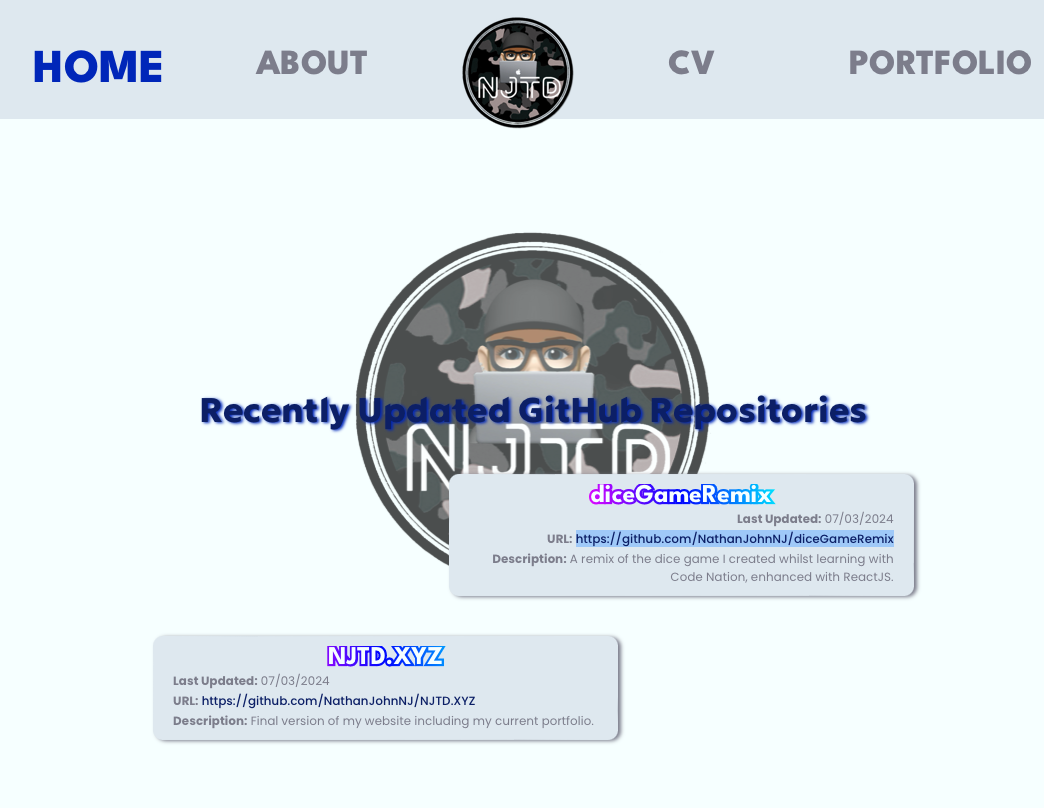 HOME ABOUT NJTD CV PORTFOLIO
Recently Updated GitHub Repositories
NJTD
diceGameRemix
Last Updated: 07/03/2024
URL: https://github.com/NathanJohnNJ/diceGameRemix
Description: A remix of the dice game I created whilst learning with
Code Nation, enhanced with ReactJS.
NJTD.XYZ
Last Updated: 07/03/2024
URL: https://github.com/NathanJohnNJ/NJTD.XYZ
Description: Final version of my website including my current portfolio.